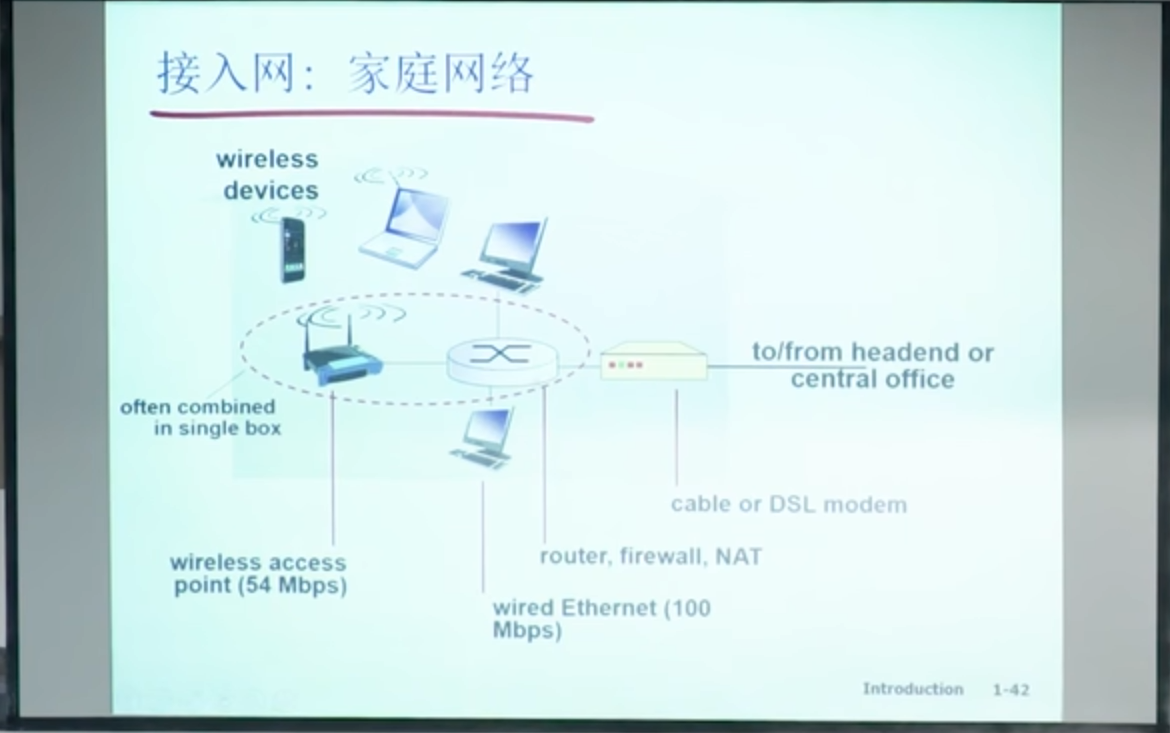 接入网：家庭网络
wireless
devices
to/from headend or
central office
often combined
in single box
cable or DSL modem
wireless access
point (54 Mbps)
router, firewall, NAT
wired Ethernet (100
Mbps)
Introduction 1-42